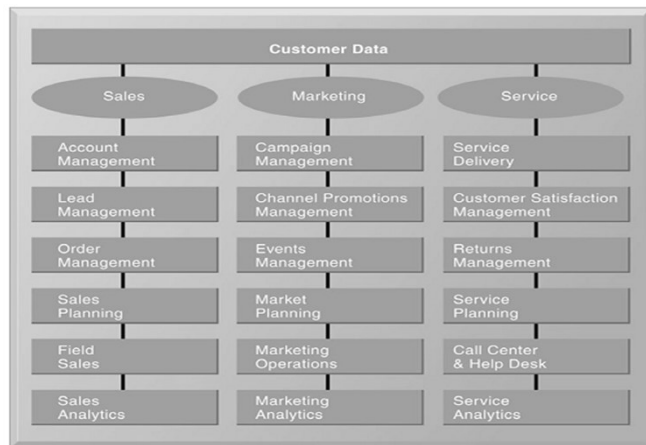 Customer Data
Sales
Marketing
Service
Account
Management
Campaign
Management
Service
Delivery
Lead
Management
Channel Promotions
Management
Customer Satisfaction
Management
Order
Management
Events
Management
Returns
Management
Sales
Planning
Market
Planning
Service
Planning
Field
Sales
Marketing
Operations
Call Center
& Help Desk
Sales
Analytics
Marketing
Analytics
Service
Analytics